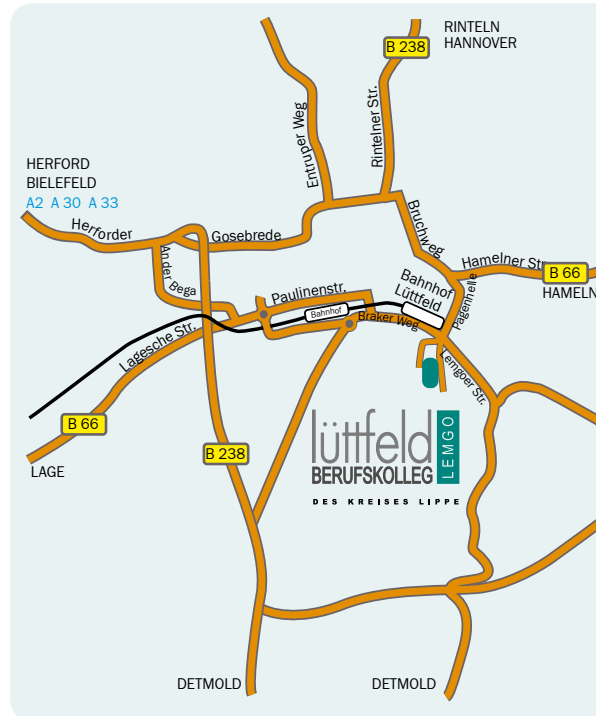 RINTELN
HANNOVER
B 238
Entruper Weg
Rintelner Str.
HERFORD
BIELEFELD
A2 A 30 A 33
Herforder
Gosebrede
Bruchweg
An der
Bega
Hamelner Str.
B 66
HAMELN
Bahnhof
Lüttfeld
Pagenhelle
Paulinenstr.
Bahnhof
Braker Weg
Lagesche Str.
Lemgoer Str.
B 66
LAGE
B 238
lüttfeld
BERUFSKOLLEG
LEMGO
DES KREISES LIPPE
DETMOLD
DETMOLD